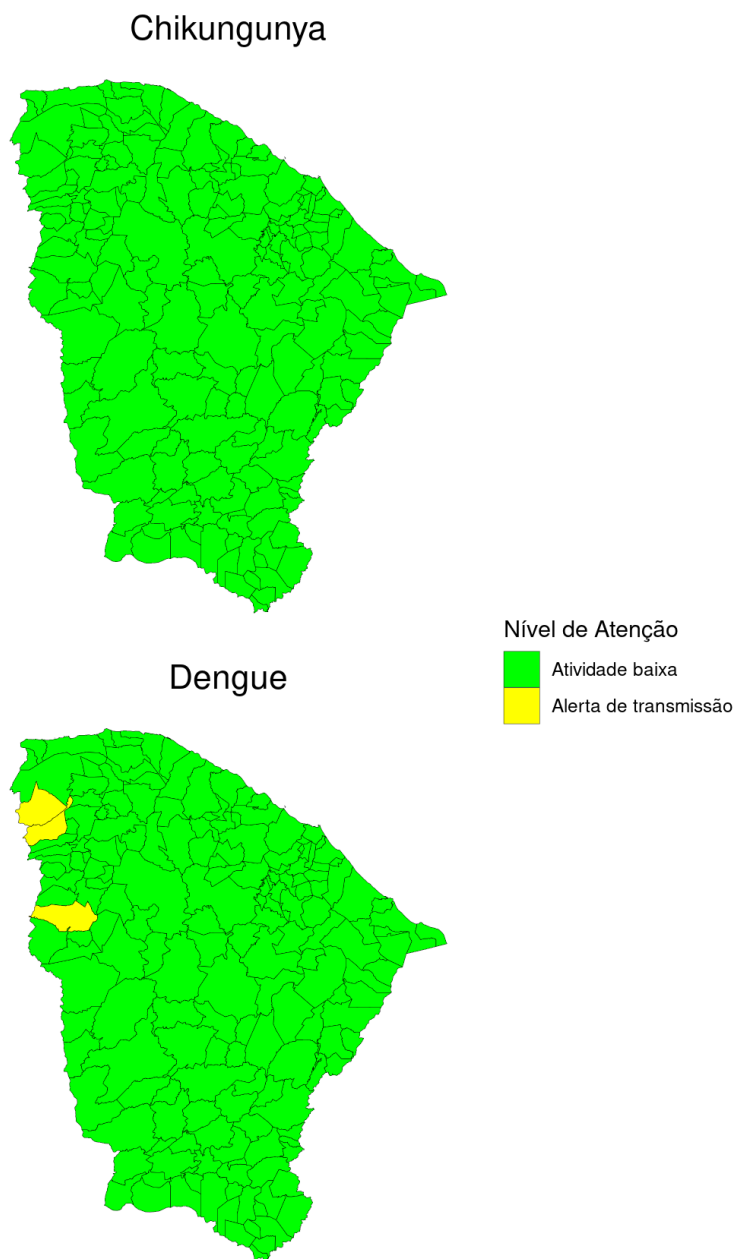 Chikungunya
Nível de Atenção
Atividade baixa
Alerta de transmissão
Dengue